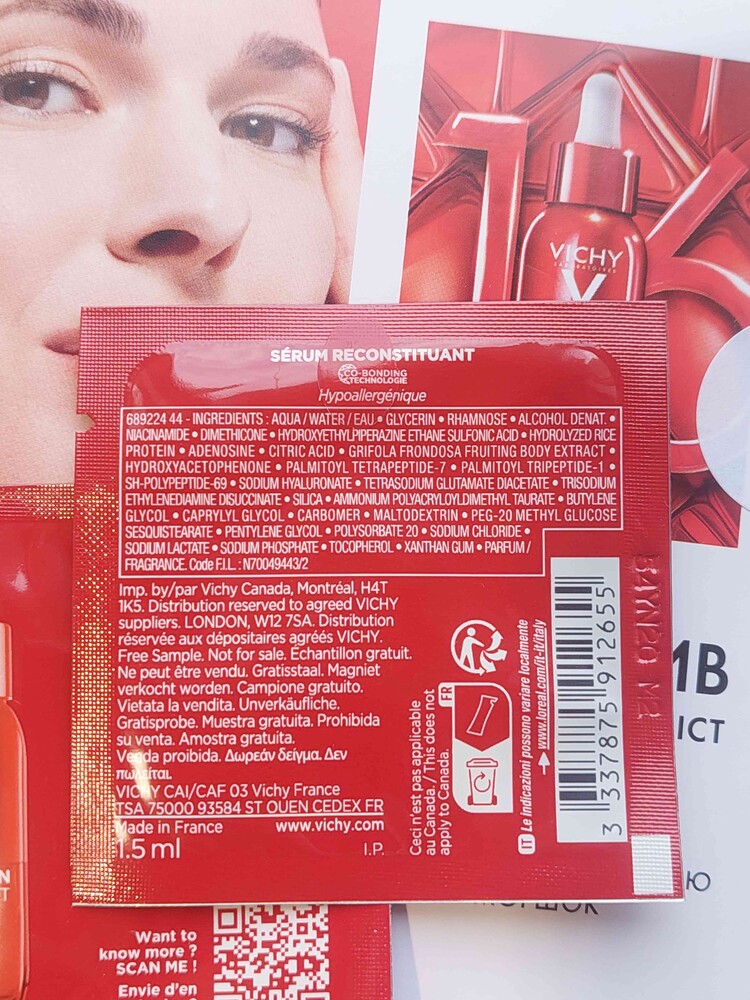 VICHY
LABORATOIRES
SÉRUM RECONSTITUANT
CO-BONDING
TECHNOLOGIE
Hypoallergénique
689224 44 - INGREDIENTS : AQUA / WATER / EAU • GLYCERIN • RHAMNOSE • ALCOHOL DENAT. •
NIACINAMIDE • DIMETHICONE • HYDROXYETHYLPIPERAZINE ETHANE SULFONIC ACID • HYDROLYZED RICE
PROTEIN • ADENOSINE • CITRIC ACID • GRIFOLA FRONDOSA FRUITING BODY EXTRACT •
HYDROXYACETOPHENONE • PALMITOYL TETRAPEPTIDE-7 • PALMITOYL TRIPEPTIDE-1 •
SH-POLYPEPTIDE-69 • SODIUM HYALURONATE • TETRASODIUM GLUTAMATE DIACETATE • TRISODIUM
ETHYLENEDIAMINE DISUCCINATE • SILICA • AMMONIUM POLYACRYLOYLDIMETHYL TAURATE • BUTYLENE
GLYCOL • CAPRYLYL GLYCOL • CARBOMER • MALTODEXTRIN • PEG-20 METHYL GLUCOSE
SESQUISTEARATE • PENTYLENE GLYCOL • POLYSORBATE 20 • SODIUM CHLORIDE •
SODIUM LACTATE • SODIUM PHOSPHATE • TOCOPHEROL • XANTHAN GUM • PARFUM /
FRAGRANCE. Code F.I.L. : N70049443/2
Imp. by/par Vichy Canada, Montréal, H4T
1K5. Distribution reserved to agreed VICHY
suppliers. LONDON, W12 7SA. Distribution
réservée aux dépositaires agréés VICHY.
Free Sample. Not for sale. Échantillon gratuit.
Ne peut être vendu. Gratisstaal. Magniet
verkocht worden. Campione gratuito.
Vietata la vendita. Unverkäufliche.
Gratisprobe. Muestra gratuita. Prohibida
su venta. Amostra gratuita.
Venda proibida. Δωρεάν δείγμα. Δεν
πωλείται.
VICHY CAI/CAF 03 Vichy France
TSA 75000 93584 ST OUEN CEDEX FR
Made in France www.vichy.com
1.5 ml I.P.
Ceci n'est pas applicable
au Canada. / This does not
apply to Canada.
FR
IT Le indicazioni possono variare localmente
www.loreal.com/it-it/italy
3 337875 912655
54YN20
MB
ICT
Ю
Want to
know more ?
SCAN ME !
Envie d'en